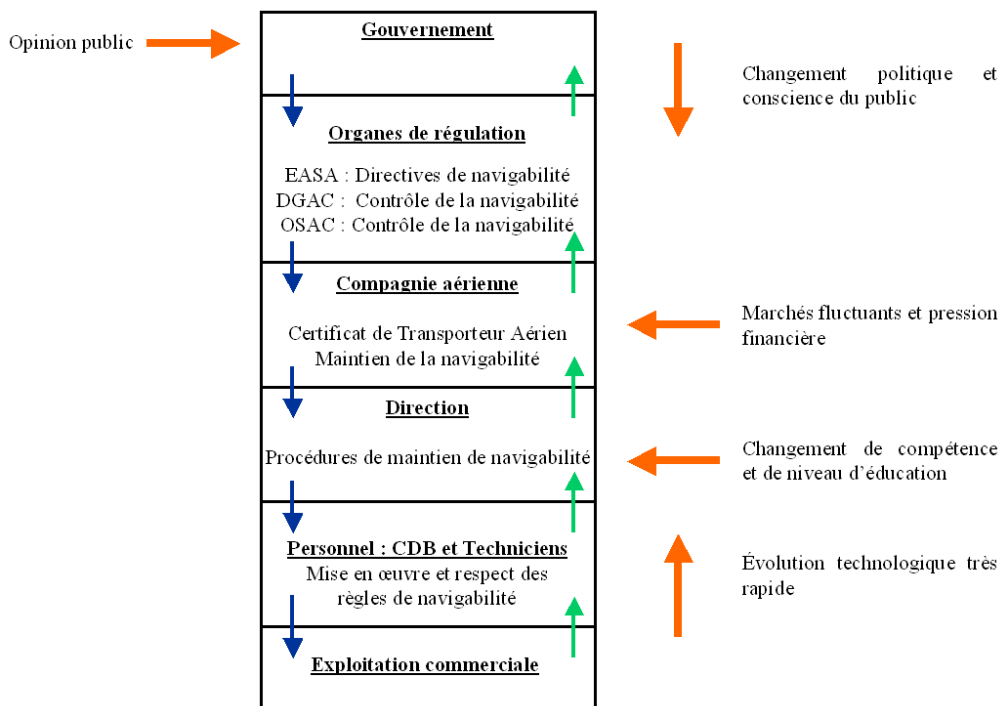 Gouvernement
Opinion public
Changement politique et
conscience du public
Organes de régulation
EASA : Directives de navigabilité
DGAC : Contrôle de la navigabilité
OSAC : Contrôle de la navigabilité
Compagnie aérienne
Certificat de Transporteur Aérien
Maintien de la navigabilité
Marchés fluctuants et pression
financière
Direction
Procédures de maintien de navigabilité
Changement de compétence
et de niveau d'éducation
Personnel : CDB et Techniciens
Mise en œuvre et respect des
règles de navigabilité
Évolution technologique très
rapide
Exploitation commerciale